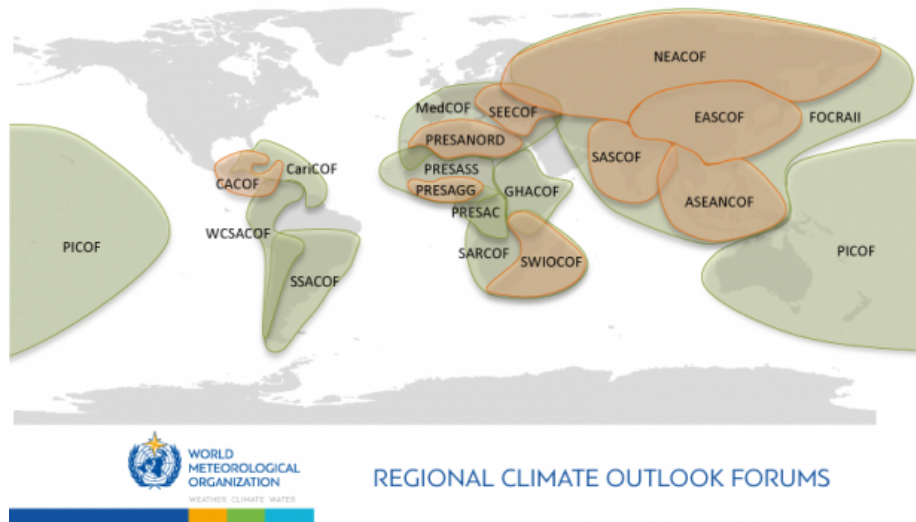 NEACOF
MedCOF
SEECOF
EASCOF
FOCRAII
PRESANORD
SASCOF
CariCOF
PRESASS
CACOF
PRESAGG
GHACOF
ASEANCOF
PRESAC
WCSACOF
PICOF
SARCOF
SWIOCOF
PICOF
SSACOF
WORLD
METEOROLOGICAL
ORGANIZATION
WEATHER CLIMATE WATER
REGIONAL CLIMATE OUTLOOK FORUMS